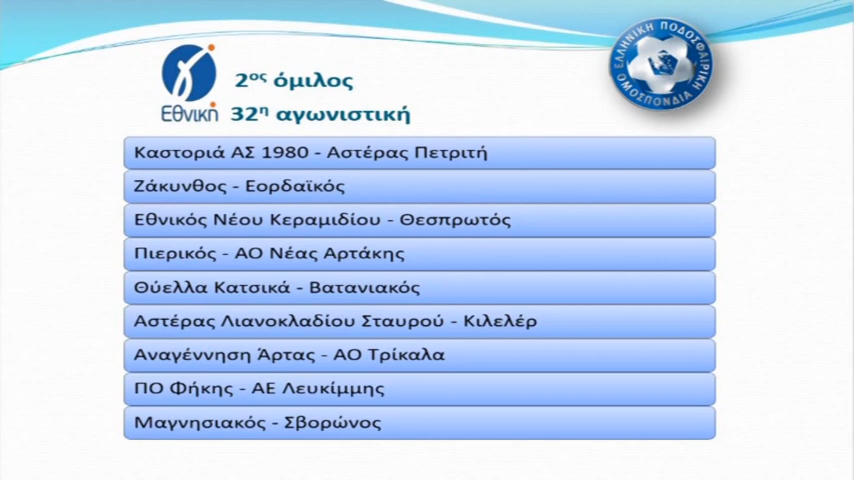 ΕΛΛΗΝΙΚΗ ΠΟΔΟΣΦΑΙΡΙΚΗ ΟΜΟΣΠΟΝΔΙΑ
Εθνική
2ος όμιλος
32η αγωνιστική
Καστοριά ΑΣ 1980 - Αστέρας Πετριτή
Ζάκυνθος - Εορδαϊκός
Εθνικός Νέου Κεραμιδίου - Θεσπρωτός
Πιερικός - ΑΟ Νέας Αρτάκης
Θύελλα Κατσικά - Βατανιακός
Αστέρας Λιανοκλαδίου Σταυρού - Κιλελέρ
Αναγέννηση Άρτας - ΑΟ Τρίκαλα
ΠΟ Φήκης - ΑΕ Λευκίμμης
Μαγνησιακός - Σβορώνος